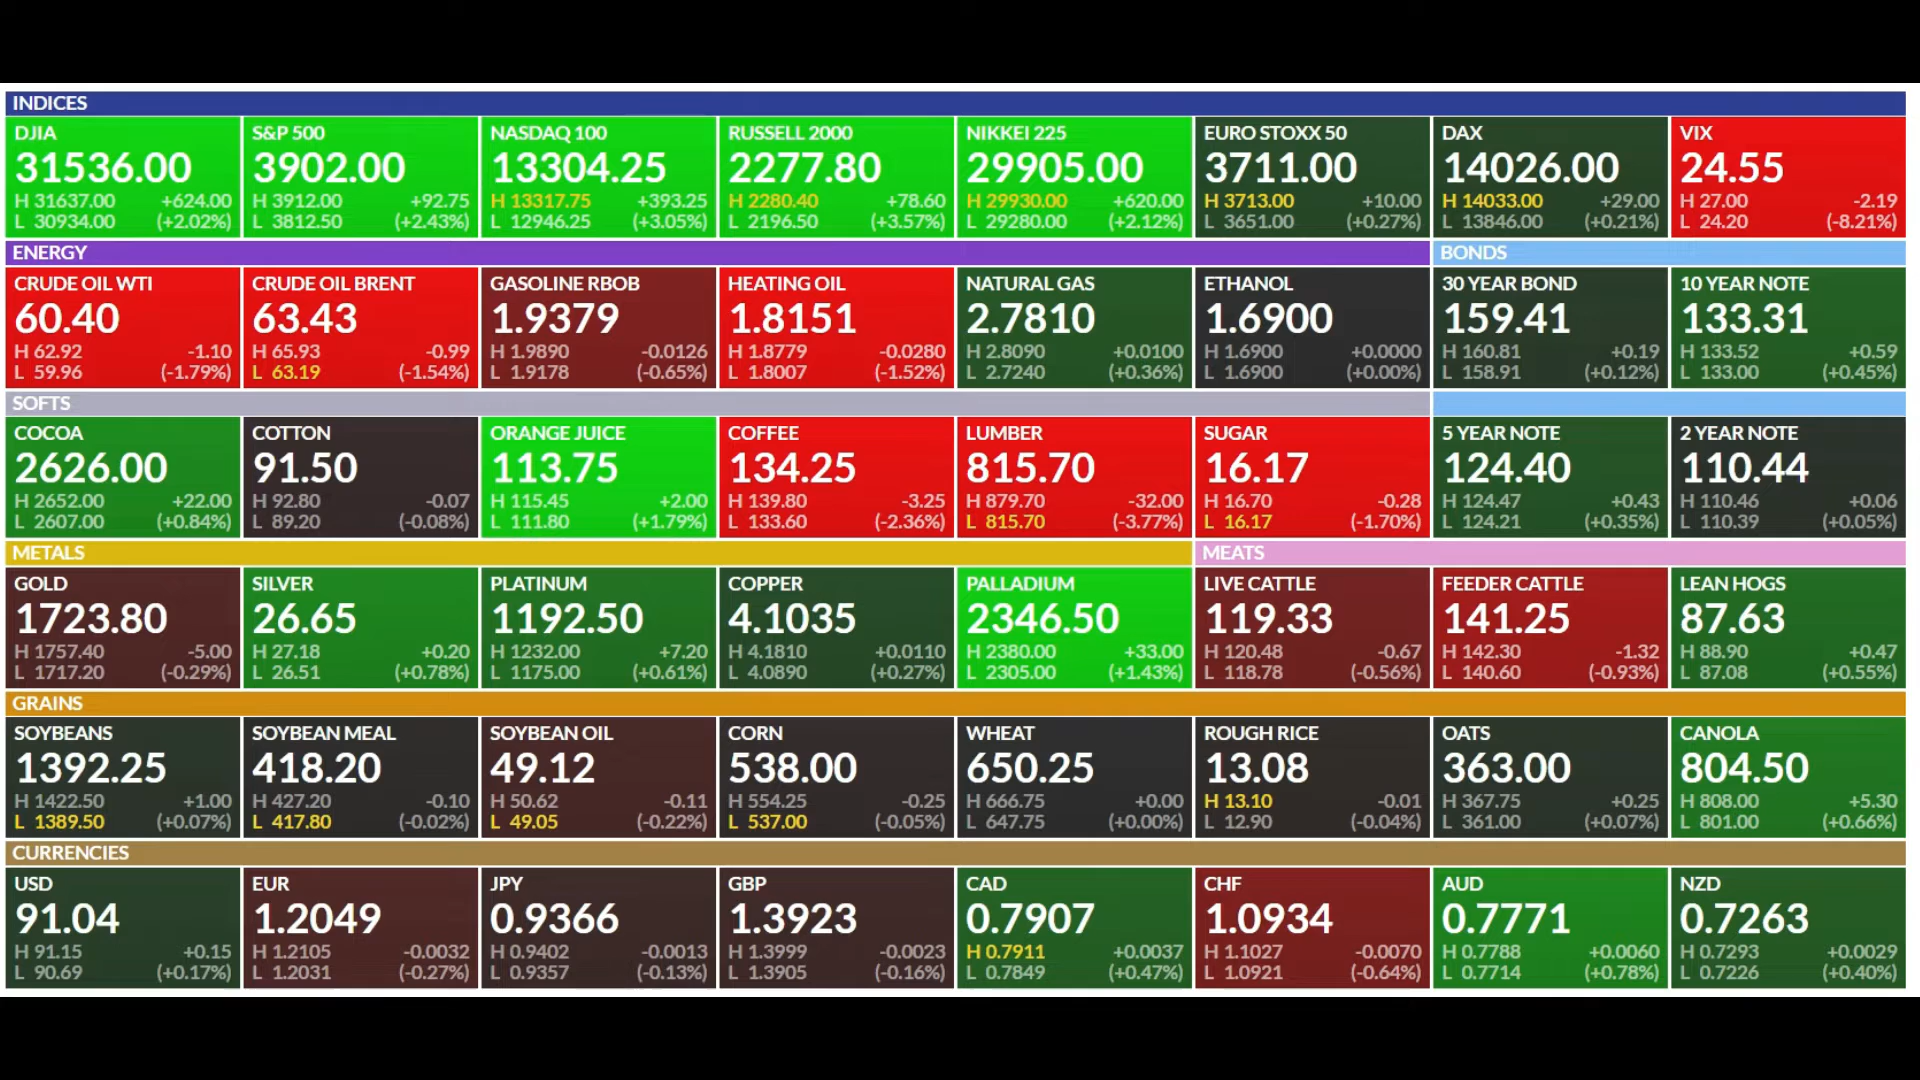 INDICES
DJIA
31536.00
H 31637.00 +624.00
L 30934.00 (+2.02%)
S&P 500
3902.00
H 3912.00 +92.75
L 3812.50 (+2.43%)
NASDAQ 100
13304.25
H 13317.75 +393.25
L 12946.25 (+3.05%)
RUSSELL 2000
2277.80
H 2280.40 +78.60
L 2196.50 (+3.57%)
NIKKEI 225
29905.00
H 29930.00 +620.00
L 29280.00 (+2.12%)
EURO STOXX 50
3711.00
H 3713.00 +10.00
L 3651.00 (+0.27%)
DAX
14026.00
H 14033.00 +29.00
L 13846.00 (+0.21%)
VIX
24.55
H 27.00 -2.19
L 24.20 (-8.21%)
ENERGY
CRUDE OIL WTI
60.40
H 62.92 -1.10
L 59.96 (-1.79%)
CRUDE OIL BRENT
63.43
H 65.93 -0.99
L 63.19 (-1.54%)
GASOLINE RBOB
1.9379
H 1.9890 -0.0126
L 1.9178 (-0.65%)
HEATING OIL
1.8151
H 1.8779 -0.0280
L 1.8007 (-1.52%)
NATURAL GAS
2.7810
H 2.8090 +0.0100
L 2.7240 (+0.36%)
ETHANOL
1.6900
H 1.6900 +0.0000
L 1.6900 (+0.00%)
BONDS
30 YEAR BOND
159.41
H 160.81 +0.19
L 158.91 (+0.12%)
10 YEAR NOTE
133.31
H 133.52 +0.59
L 133.00 (+0.45%)
SOFTS
COCOA
2626.00
H 2652.00 +22.00
L 2607.00 (+0.84%)
COTTON
91.50
H 92.80 -0.07
L 89.20 (-0.08%)
ORANGE JUICE
113.75
H 115.45 +2.00
L 111.80 (+1.79%)
COFFEE
134.25
H 139.80 -3.25
L 133.60 (-2.36%)
LUMBER
815.70
H 879.70 -32.00
L 815.70 (-3.77%)
SUGAR
16.17
H 16.70 -0.28
L 16.17 (-1.70%)
5 YEAR NOTE
124.40
H 124.47 +0.43
L 124.21 (+0.35%)
2 YEAR NOTE
110.44
H 110.46 +0.06
L 110.39 (+0.05%)
METALS
GOLD
1723.80
H 1757.40 -5.00
L 1717.20 (-0.29%)
SILVER
26.65
H 27.18 +0.20
L 26.51 (+0.78%)
PLATINUM
1192.50
H 1232.00 +7.20
L 1175.00 (+0.61%)
COPPER
4.1035
H 4.1810 +0.0110
L 4.0890 (+0.27%)
PALLADIUM
2346.50
H 2380.00 +33.00
L 2305.00 (+1.43%)
MEATS
LIVE CATTLE
119.33
H 120.48 -0.67
L 118.78 (-0.56%)
FEEDER CATTLE
141.25
H 142.30 -1.32
L 140.60 (-0.93%)
LEAN HOGS
87.63
H 88.90 +0.47
L 87.08 (+0.55%)
GRAINS
SOYBEANS
1392.25
H 1422.50 +1.00
L 1389.50 (+0.07%)
SOYBEAN MEAL
418.20
H 427.20 -0.10
L 417.80 (-0.02%)
SOYBEAN OIL
49.12
H 50.62 -0.11
L 49.05 (-0.22%)
CORN
538.00
H 554.25 -0.25
L 537.00 (-0.05%)
WHEAT
650.25
H 666.75 +0.00
L 647.75 (+0.00%)
ROUGH RICE
13.08
H 13.10 -0.01
L 12.90 (-0.04%)
OATS
363.00
H 367.75 +0.25
L 361.00 (+0.07%)
CANOLA
804.50
H 808.00 +5.30
L 801.00 (+0.66%)
CURRENCIES
USD
91.04
H 91.15 +0.15
L 90.69 (+0.17%)
EUR
1.2049
H 1.2105 -0.0032
L 1.2031 (-0.27%)
JPY
0.9366
H 0.9402 -0.0013
L 0.9357 (-0.13%)
GBP
1.3923
H 1.3999 -0.0023
L 1.3905 (-0.16%)
CAD
0.7907
H 0.7911 +0.0037
L 0.7849 (+0.47%)
CHF
1.0934
H 1.1027 -0.0070
L 1.0921 (-0.64%)
AUD
0.7771
H 0.7788 +0.0060
L 0.7714 (+0.78%)
NZD
0.7263
H 0.7293 +0.0029
L 0.7226 (+0.40%)